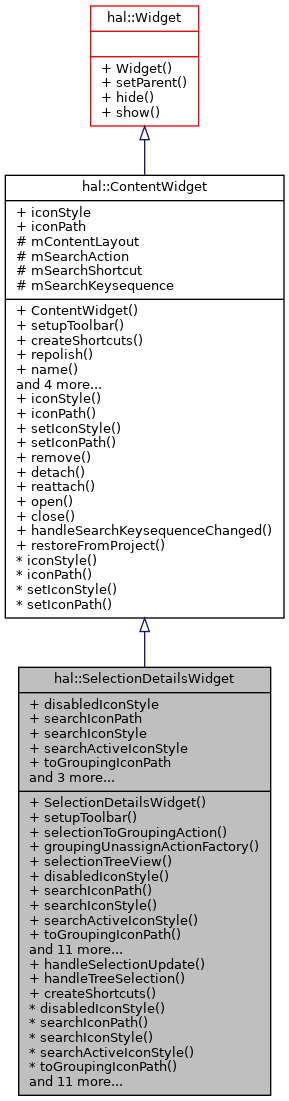 hal::Widget
+ Widget()
+ setParent()
+ hide()
+ show()
hal::ContentWidget
+ iconStyle
+ iconPath
# mContentLayout
# mSearchAction
# mSearchShortcut
# mSearchKeysequence
+ ContentWidget()
+ setupToolbar()
+ createShortcuts()
+ repolish()
+ name()
and 4 more...
+ iconStyle()
+ iconPath()
+ setIconStyle()
+ setIconPath()
+ remove()
+ detach()
+ reattach()
+ open()
+ close()
+ handleSearchKeysequenceChanged()
+ restoreFromProject()
* iconStyle()
* iconPath()
* setIconStyle()
* setIconPath()
hal::SelectionDetailsWidget
+ disabledIconStyle
+ searchIconPath
+ searchIconStyle
+ searchActiveIconStyle
+ toGroupingIconPath
and 3 more...
+ SelectionDetailsWidget()
+ setupToolbar()
+ selectionToGroupingAction()
+ groupingUnassignActionFactory()
+ selectionTreeView()
+ disabledIconStyle()
+ searchIconPath()
+ searchIconStyle()
+ searchActiveIconStyle()
+ toGroupingIconPath()
and 11 more...
+ handleSelectionUpdate()
+ handleTreeSelection()
+ createShortcuts()
* disabledIconStyle()
* searchIconPath()
* searchIconStyle()
* searchActiveIconStyle()
* toGroupingIconPath()
and 11 more...